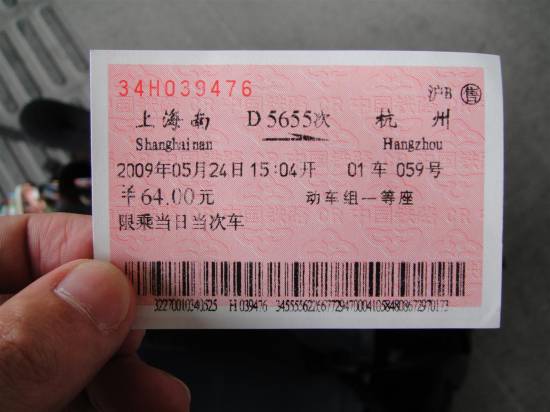 34H039476 沪B 售
上海南 D5655次 杭州
Shanghainan Hangzhou
2009年05月24日15:04开 01车 059号
¥64.00元 动车组一等座
限乘当日当次车